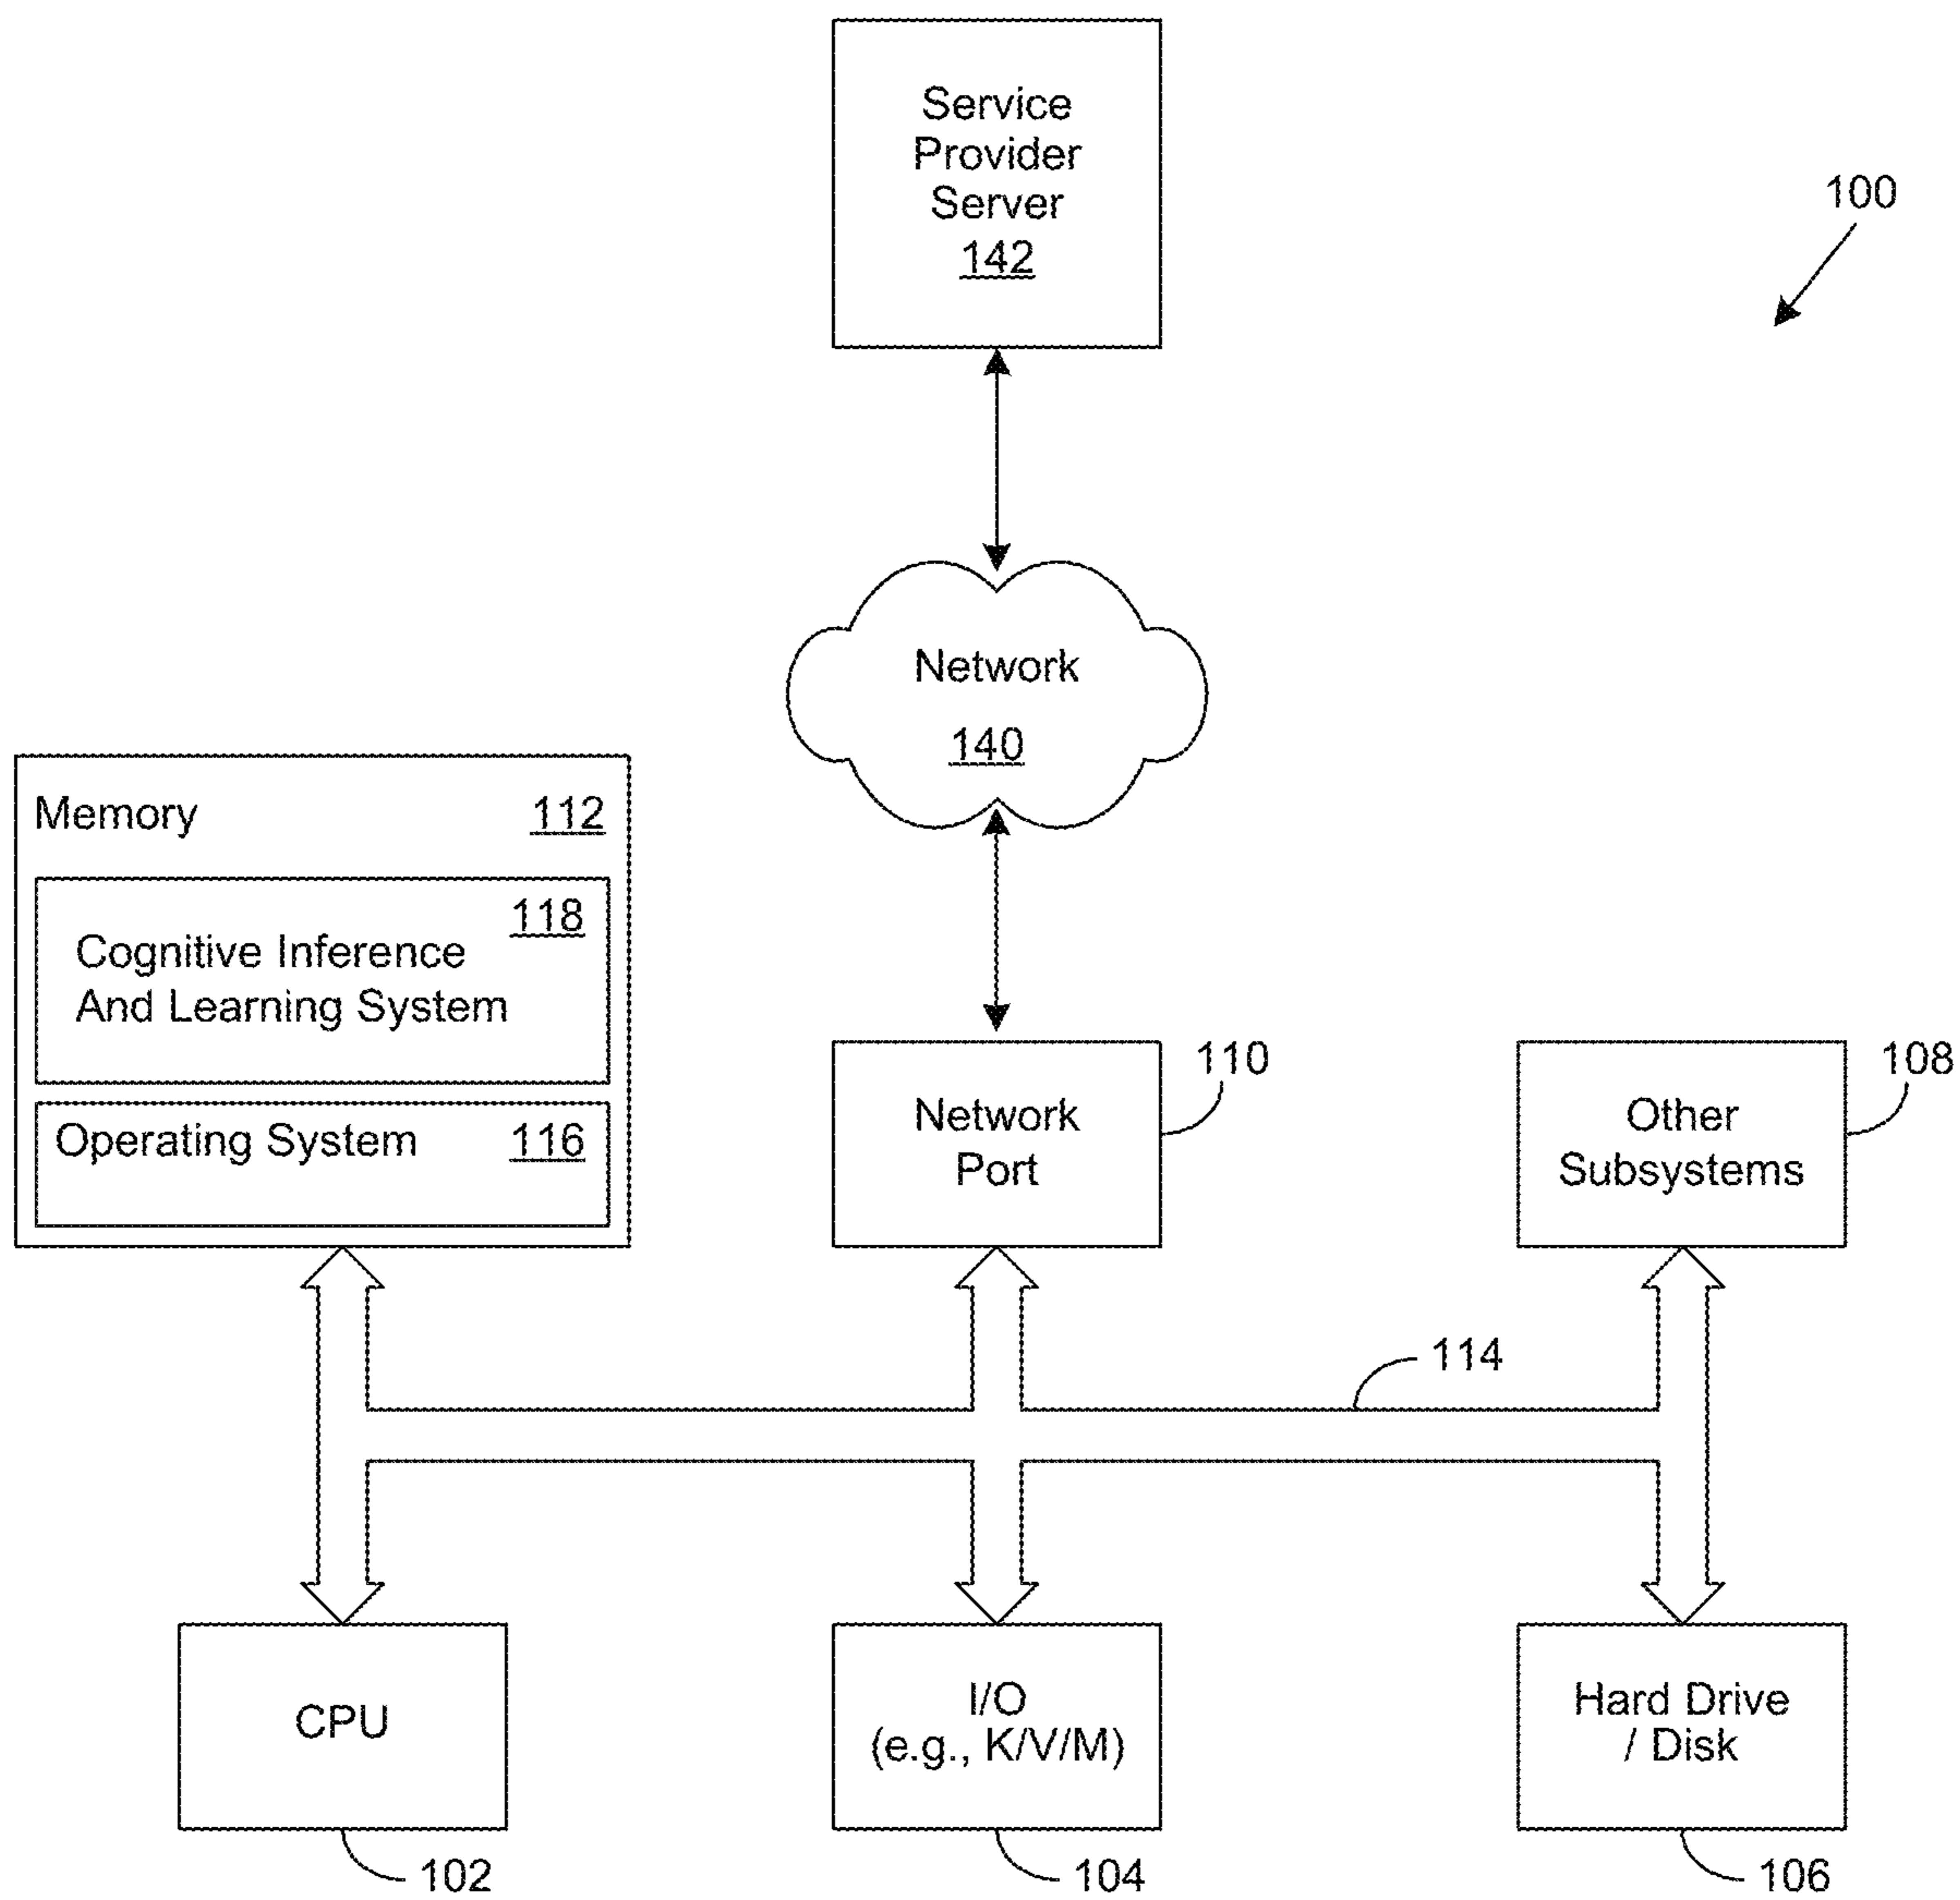 Service
Provider
Server
142
100
Network
140
Memory 112
118
Cognitive Inference
And Learning System
Operating System 116
110
Network
Port
108
Other
Subsystems
114
CPU
102
I/O
(e.g., K/V/M)
104
Hard Drive
/ Disk
106